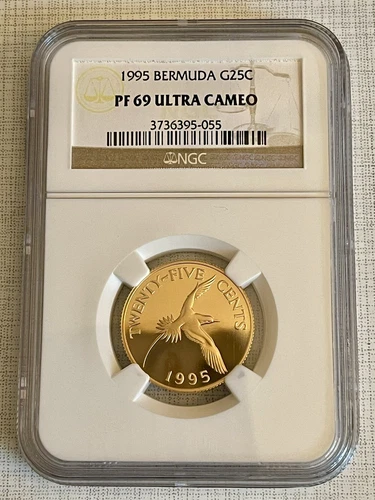 1995 BERMUDA G25C
PF 69 ULTRA CAMEO
3736395-055
NGC
TWENTY-FIVE CENTS
1995